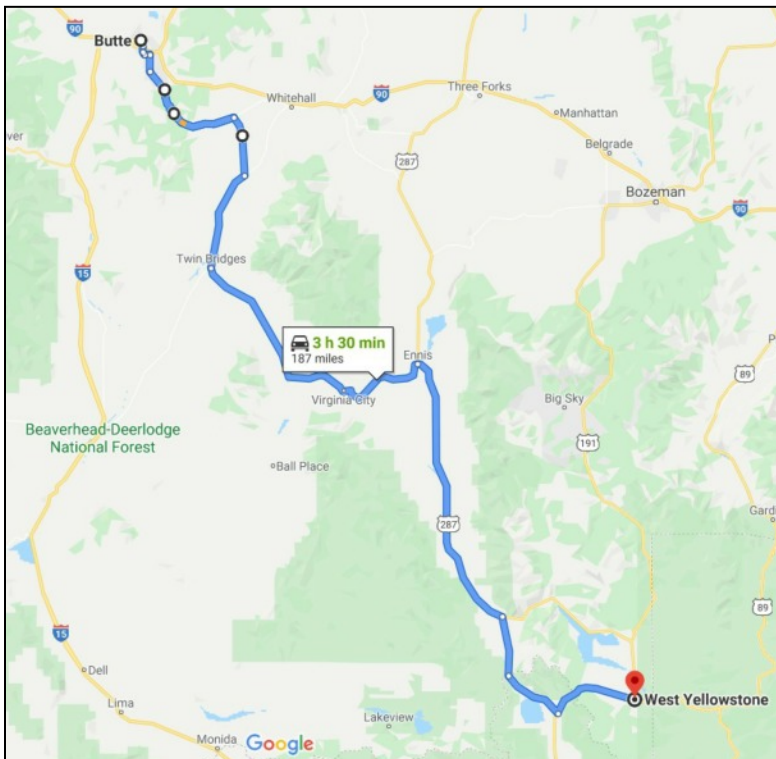 90
Butte
Whitehall
Three Forks
90
Manhattan
ver
287
Belgrade
Bozeman
90
Twin Bridges
15
3 h 30 min
187 miles
Ennis
Virginia City
89
Big Sky
Beaverhead-Deerlodge
National Forest
191
Ball Place
287
Gardi
89
15
Dell
West Yellowstone
Lima
Lakeview
Monida
Google